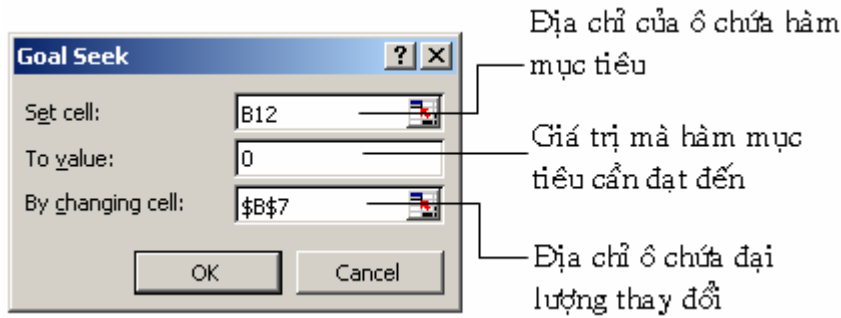 Địa chỉ của ô chứa hàm
mục tiêu
Goal Seek
Set cell:
B12
To value:
0
By changing cell:
$B$7
OK
Cancel
Giá trị mà hàm mục
tiêu cần đạt đến
Địa chỉ ô chứa đại
lượng thay đổi